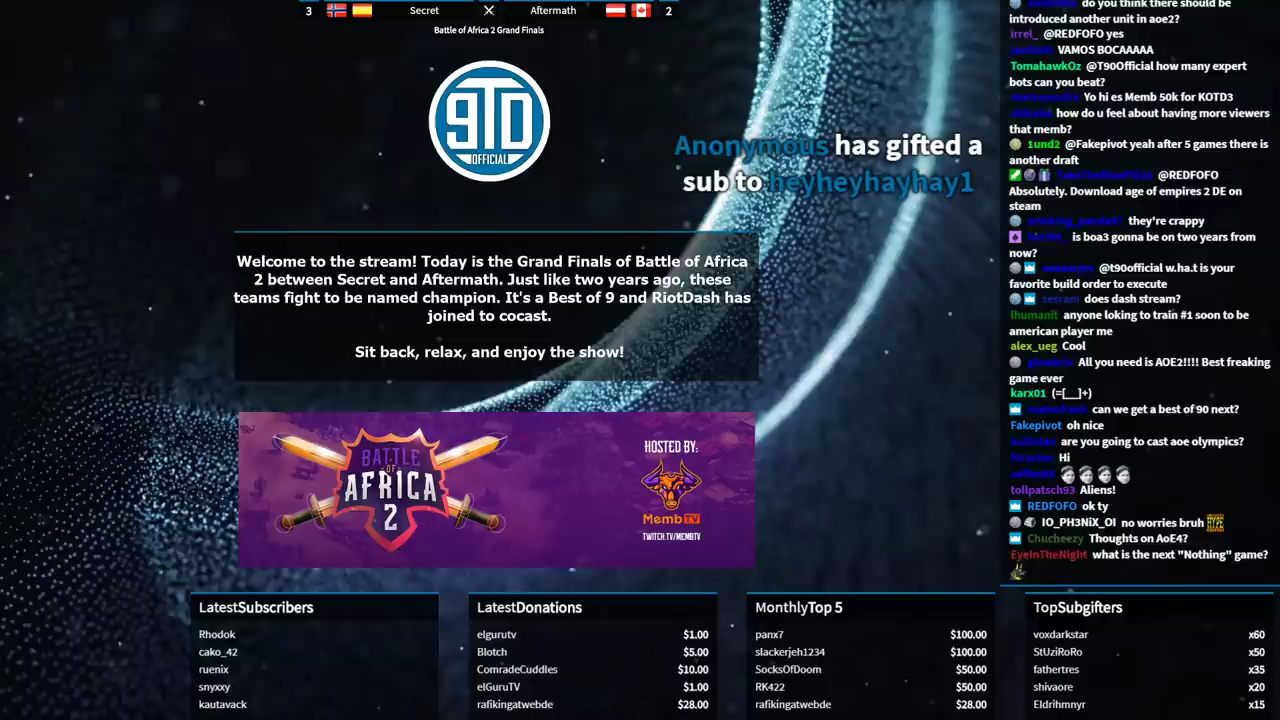 3 Secret Aftermath 2
Battle of Africa 2 Grand Finals
9TD
OFFICIAL
Anonymous has gifted a
sub to heyheyhayhay1
Welcome to the stream! Today is the Grand Finals of Battle of Africa
2 between Secret and Aftermath. Just like two years ago, these
teams fight to be named champion. It's a Best of 9 and RiotDash has
joined to cocast.
Sit back, relax, and enjoy the show!
BATTLE
OF
AFRICA
2
HOSTED BY:
MembTV
TWITCH.TV/MEMBTV
do you think there should be
introduced another unit in aoe2?
irrel_ @REDFOFO yes
VAMOS BOCAAAAA
TomahawkOz @T90Official how many expert
bots can you beat?
Yo hi es Memb 50k for KOTD3
how do u feel about having more viewers
that memb?
1und2 @Fakepivot yeah after 5 games there is
another draft
@REDFOFO
Absolutely. Download age of empires 2 DE on
steam
they're crappy
is boa3 gonna be on two years from
now?
@t90official w.ha.t is your
favorite build order to execute
sesram does dash stream?
lhumanit anyone loking to train #1 soon to be
american player me
alex_ueg Cool
All you need is AOE2!!!! Best freaking
game ever
karx01 (=[__]+)
can we get a best of 90 next?
Fakepivot oh nice
are you going to cast aoe olympics?
Hi
tollpatsch93 Aliens!
REDFOFO ok ty
IO_PH3NiX_OI no worries bruh HYPE
Chucheezy Thoughts on AoE4?
EyeInTheNight what is the next "Nothing" game?
LatestSubscribers
Rhodok
cako_42
ruenix
snyxxy
kautavack
LatestDonations
elgurutv $1.00
Blotch $5.00
ComradeCuddles $10.00
elGuruTV $1.00
rafikingatwebde $28.00
MonthlyTop 5
panx7 $100.00
slackerjeh1234 $100.00
SocksOfDoom $50.00
RK422 $50.00
rafikingatwebde $28.00
TopSubgifters
voxdarkstar x60
StUziRoRo x50
fathertres x35
shivaore x20
Eldrihmnyr x15